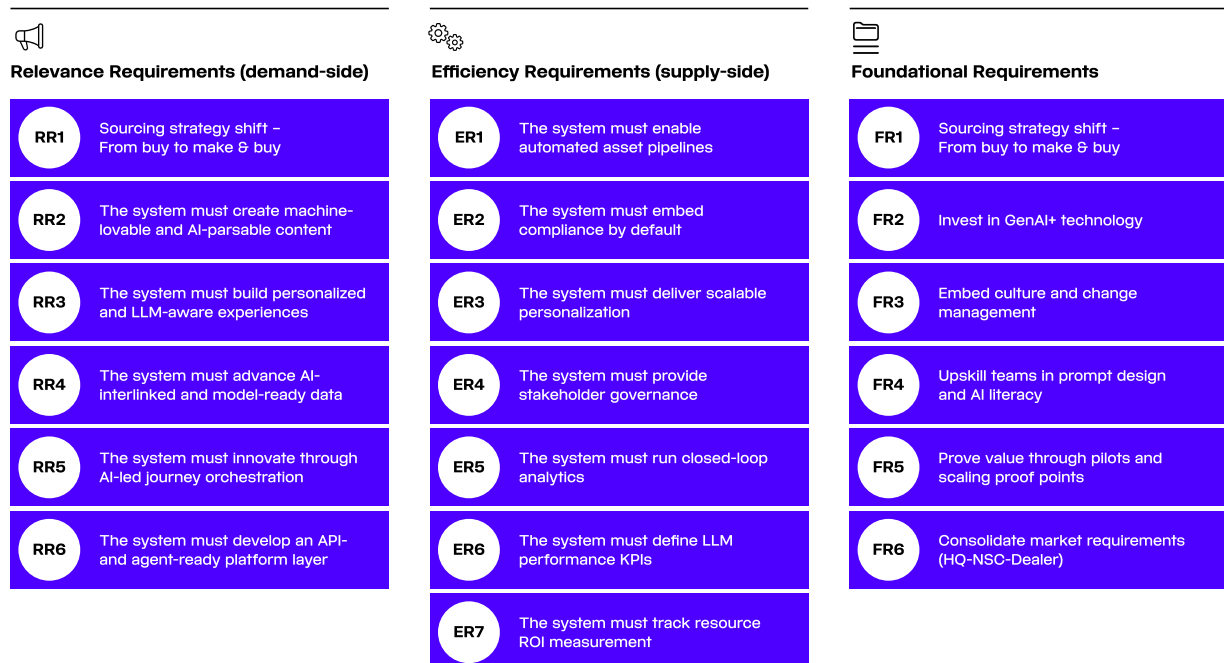 Relevance Requirements (demand-side)
RR1
Sourcing strategy shift –
From buy to make & buy
RR2
The system must create machine-
lovable and AI-parsable content
RR3
The system must build personalized
and LLM-aware experiences
RR4
The system must advance AI-
interlinked and model-ready data
RR5
The system must innovate through
AI-led journey orchestration
RR6
The system must develop an API-
and agent-ready platform layer
Efficiency Requirements (supply-side)
ER1
The system must enable
automated asset pipelines
ER2
The system must embed
compliance by default
ER3
The system must deliver scalable
personalization
ER4
The system must provide
stakeholder governance
ER5
The system must run closed-loop
analytics
ER6
The system must define LLM
performance KPIs
ER7
The system must track resource
ROI measurement
Foundational Requirements
FR1
Sourcing strategy shift –
From buy to make & buy
FR2
Invest in GenAI+ technology
FR3
Embed culture and change
management
FR4
Upskill teams in prompt design
and AI literacy
FR5
Prove value through pilots and
scaling proof points
FR6
Consolidate market requirements
(HQ-NSC-Dealer)